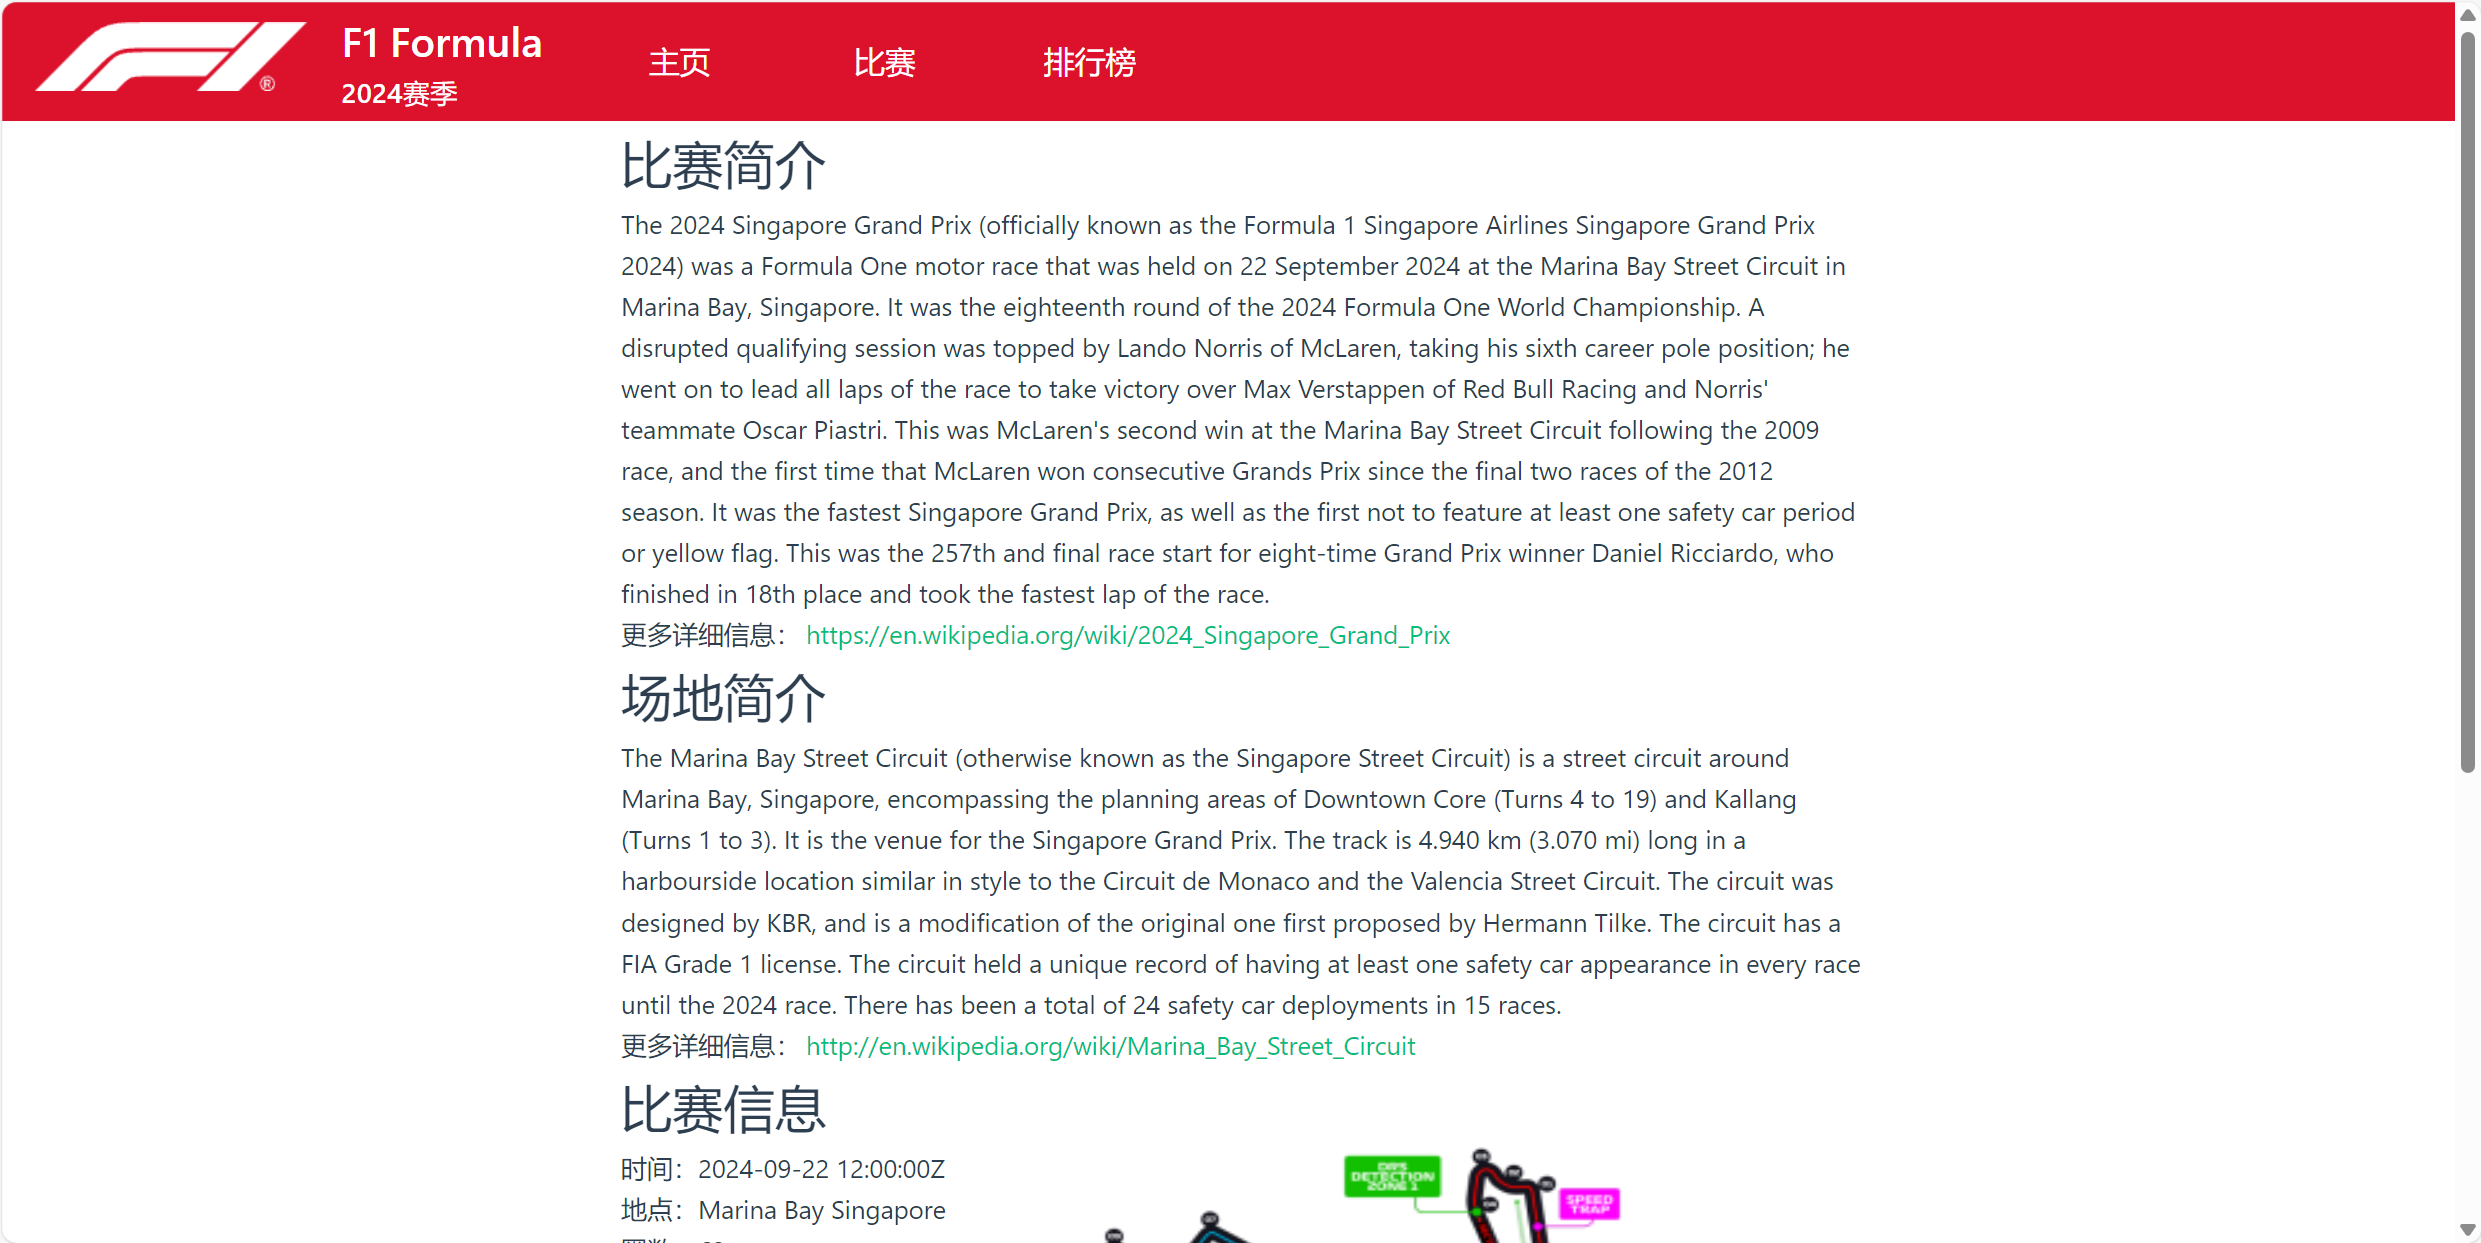 F1 Formula
2024赛季
主页
比赛
排行榜
比赛简介
The 2024 Singapore Grand Prix (officially known as the Formula 1 Singapore Airlines Singapore Grand Prix
2024) was a Formula One motor race that was held on 22 September 2024 at the Marina Bay Street Circuit in
Marina Bay, Singapore. It was the eighteenth round of the 2024 Formula One World Championship. A
disrupted qualifying session was topped by Lando Norris of McLaren, taking his sixth career pole position; he
went on to lead all laps of the race to take victory over Max Verstappen of Red Bull Racing and Norris'
teammate Oscar Piastri. This was McLaren's second win at the Marina Bay Street Circuit following the 2009
race, and the first time that McLaren won consecutive Grands Prix since the final two races of the 2012
season. It was the fastest Singapore Grand Prix, as well as the first not to feature at least one safety car period
or yellow flag. This was the 257th and final race start for eight-time Grand Prix winner Daniel Ricciardo, who
finished in 18th place and took the fastest lap of the race.
更多详细信息： https://en.wikipedia.org/wiki/2024_Singapore_Grand_Prix
场地简介
The Marina Bay Street Circuit (otherwise known as the Singapore Street Circuit) is a street circuit around
Marina Bay, Singapore, encompassing the planning areas of Downtown Core (Turns 4 to 19) and Kallang
(Turns 1 to 3). It is the venue for the Singapore Grand Prix. The track is 4.940 km (3.070 mi) long in a
harbourside location similar in style to the Circuit de Monaco and the Valencia Street Circuit. The circuit was
designed by KBR, and is a modification of the original one first proposed by Hermann Tilke. The circuit has a
FIA Grade 1 license. The circuit held a unique record of having at least one safety car appearance in every race
until the 2024 race. There has been a total of 24 safety car deployments in 15 races.
更多详细信息： http://en.wikipedia.org/wiki/Marina_Bay_Street_Circuit
比赛信息
时间：2024-09-22 12:00:00Z
地点：Marina Bay Singapore
DRS
DETECTION
ZONE 1
SPEED
TRAP